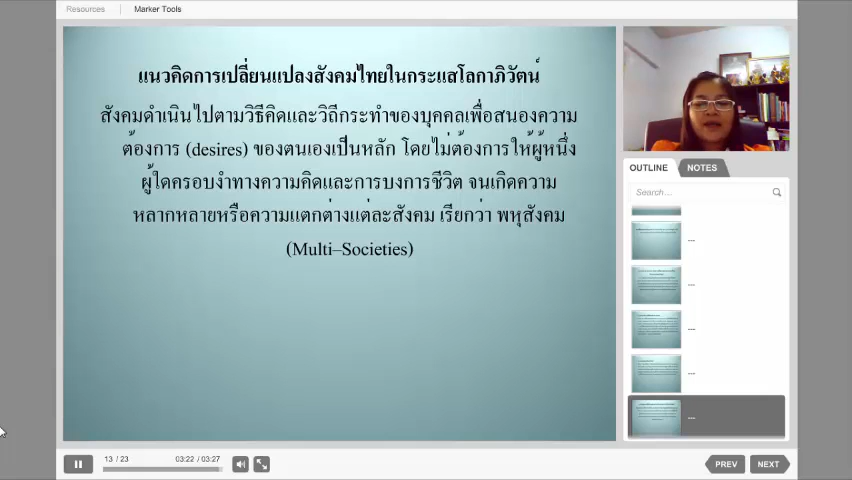 Resources
Marker Tools
แนวคิดการเปลี่ยนแปลงสังคมไทยในกระแสโลกาภิวัตน์
สังคมดำเนินไปตามวิธีคิดและวิถีกระทำของบุคคลเพื่อสนองความ
ต้องการ (desires) ของตนเองเป็นหลัก โดยไม่ต้องการให้ผู้หนึ่ง
ผู้ใดครอบงำทางความคิดและการบงการชีวิต จนเกิดความ
หลากหลายหรือความแตกต่างแต่ละสังคม เรียกว่า พหุสังคม
(Multi–Societies)
OUTLINE
NOTES
Search...
...
...
...
...
...
13 / 23
03:22 / 03:27
PREV
NEXT